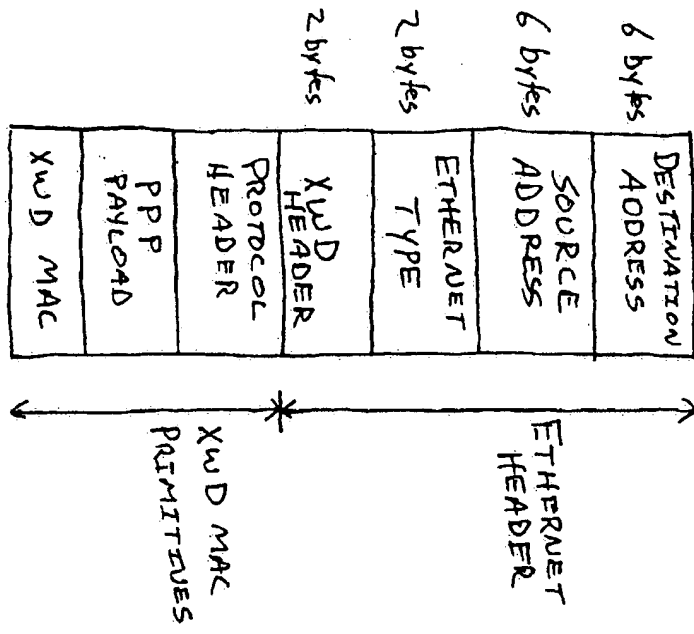 6 bytes
DESTINATION
ADDRESS
6 bytes
SOURCE
ADDRESS
ETHERNET
HEADER
2 bytes
ETHERNET
TYPE
2 bytes
XWD
HEADER
PROTOCOL
HEADER
XWD MAC
PRIMITIVES
PPP
PAYLOAD
XWD MAC